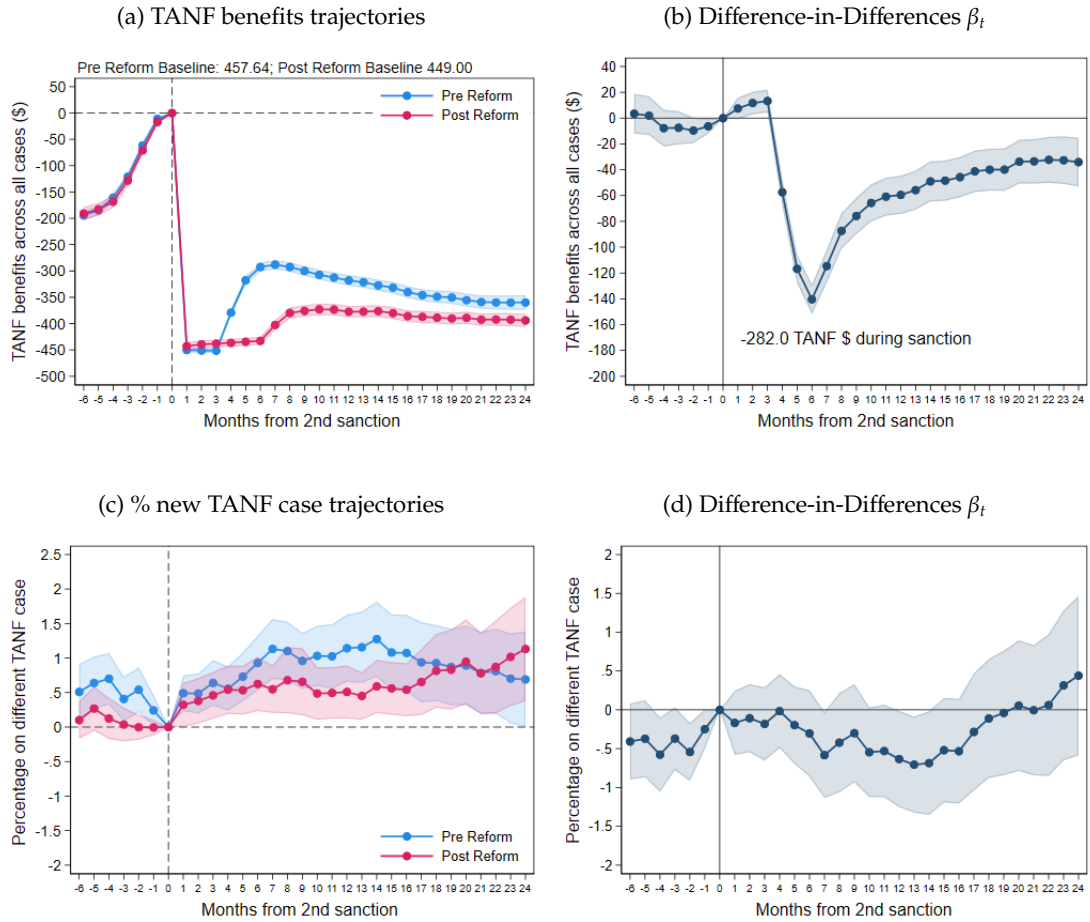 (a) TANF benefits trajectories
Pre Reform Baseline: 457.64; Post Reform Baseline 449.00
TANF benefits across all cases ($)
50
0
-50
-100
-150
-200
-250
-300
-350
-400
-450
-500
Pre Reform
Post Reform
-6 -5 -4 -3 -2 -1 0 1 2 3 4 5 6 7 8 9 10 11 12 13 14 15 16 17 18 19 20 21 22 23 24
Months from 2nd sanction
(b) Difference-in-Differences βt
TANF benefits across all cases ($)
40
20
0
-20
-40
-60
-80
-100
-120
-140
-160
-180
-200
-282.0 TANF $ during sanction
-6 -5 -4 -3 -2 -1 0 1 2 3 4 5 6 7 8 9 10 11 12 13 14 15 16 17 18 19 20 21 22 23 24
Months from 2nd sanction
(c) % new TANF case trajectories
Percentage on different TANF case
2.5
2
1.5
1
.5
0
-.5
-1
-1.5
-2
Pre Reform
Post Reform
-6 -5 -4 -3 -2 -1 0 1 2 3 4 5 6 7 8 9 10 11 12 13 14 15 16 17 18 19 20 21 22 23 24
Months from 2nd sanction
(d) Difference-in-Differences βt
Percentage on different TANF case
2
1.5
1
.5
0
-.5
-1
-1.5
-2
-6 -5 -4 -3 -2 -1 0 1 2 3 4 5 6 7 8 9 10 11 12 13 14 15 16 17 18 19 20 21 22 23 24
Months from 2nd sanction